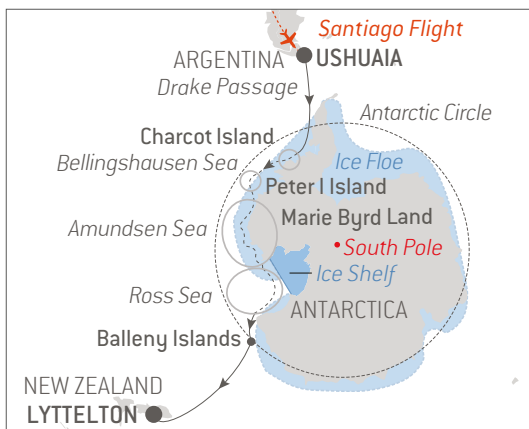 Santiago Flight
ARGENTINA
USHUAIA
Drake Passage
Antarctic Circle
Charcot Island
Bellingshausen Sea
Ice Floe
Peter I Island
Marie Byrd Land
Amundsen Sea
South Pole
Ice Shelf
Ross Sea
ANTARCTICA
Balleny Islands
NEW ZEALAND
LYTTELTON